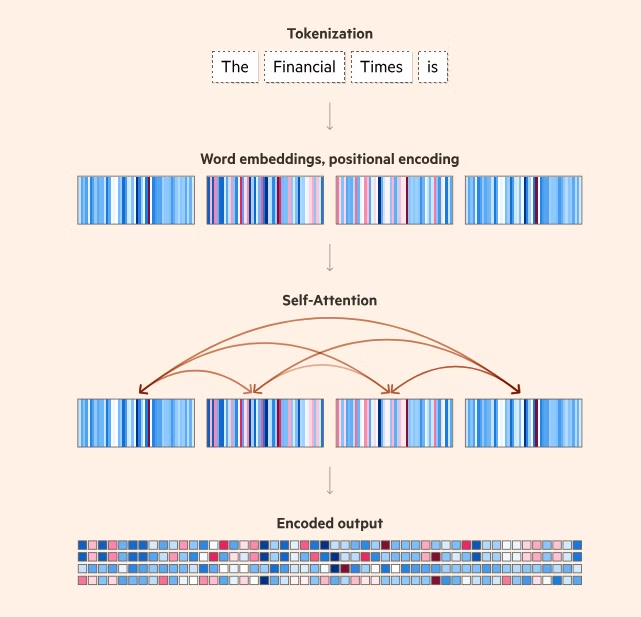 Tokenization
The Financial Times is
Word embeddings, positional encoding
Self-Attention
Encoded output